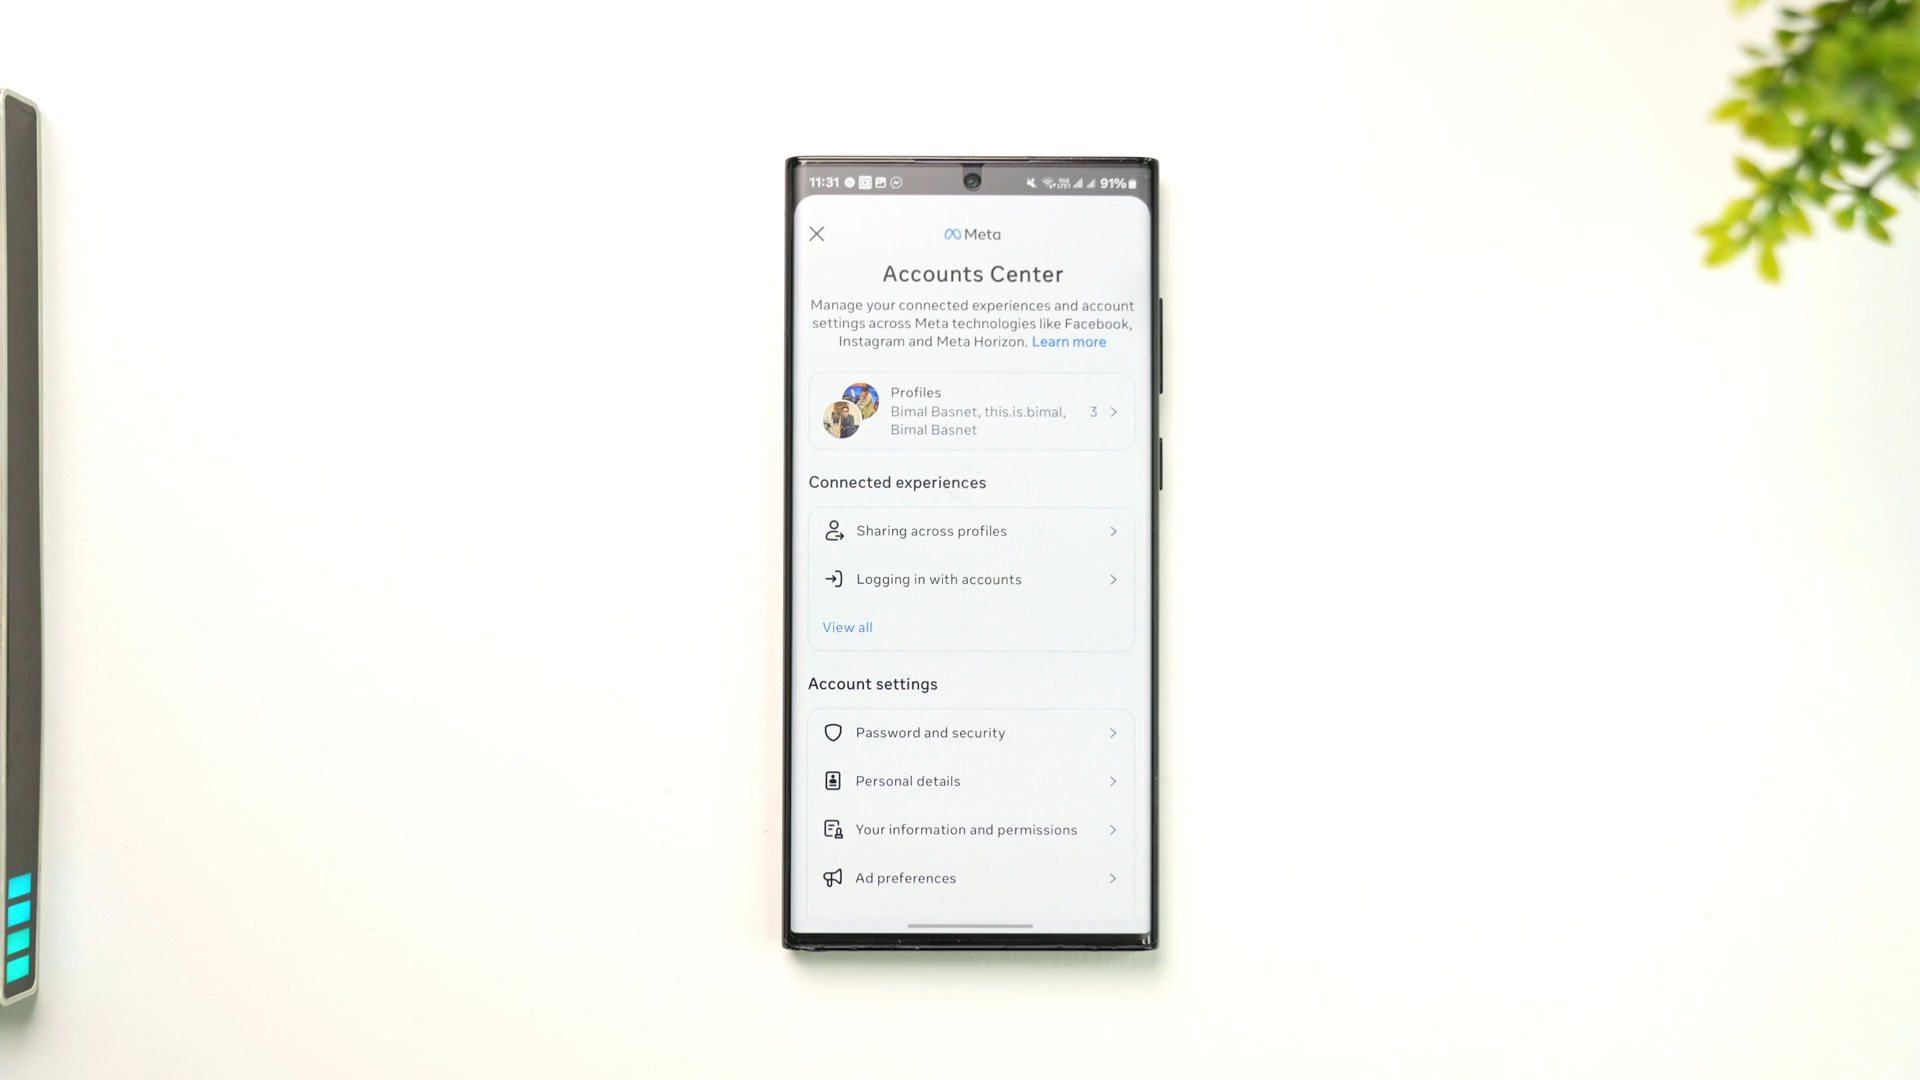 11:31 91%
Meta
Accounts Center
Manage your connected experiences and account
settings across Meta technologies like Facebook,
Instagram and Meta Horizon. Learn more
Profiles
Bimal Basnet, this.is.bimal,
Bimal Basnet
3
Connected experiences
Sharing across profiles
Logging in with accounts
View all
Account settings
Password and security
Personal details
Your information and permissions
Ad preferences